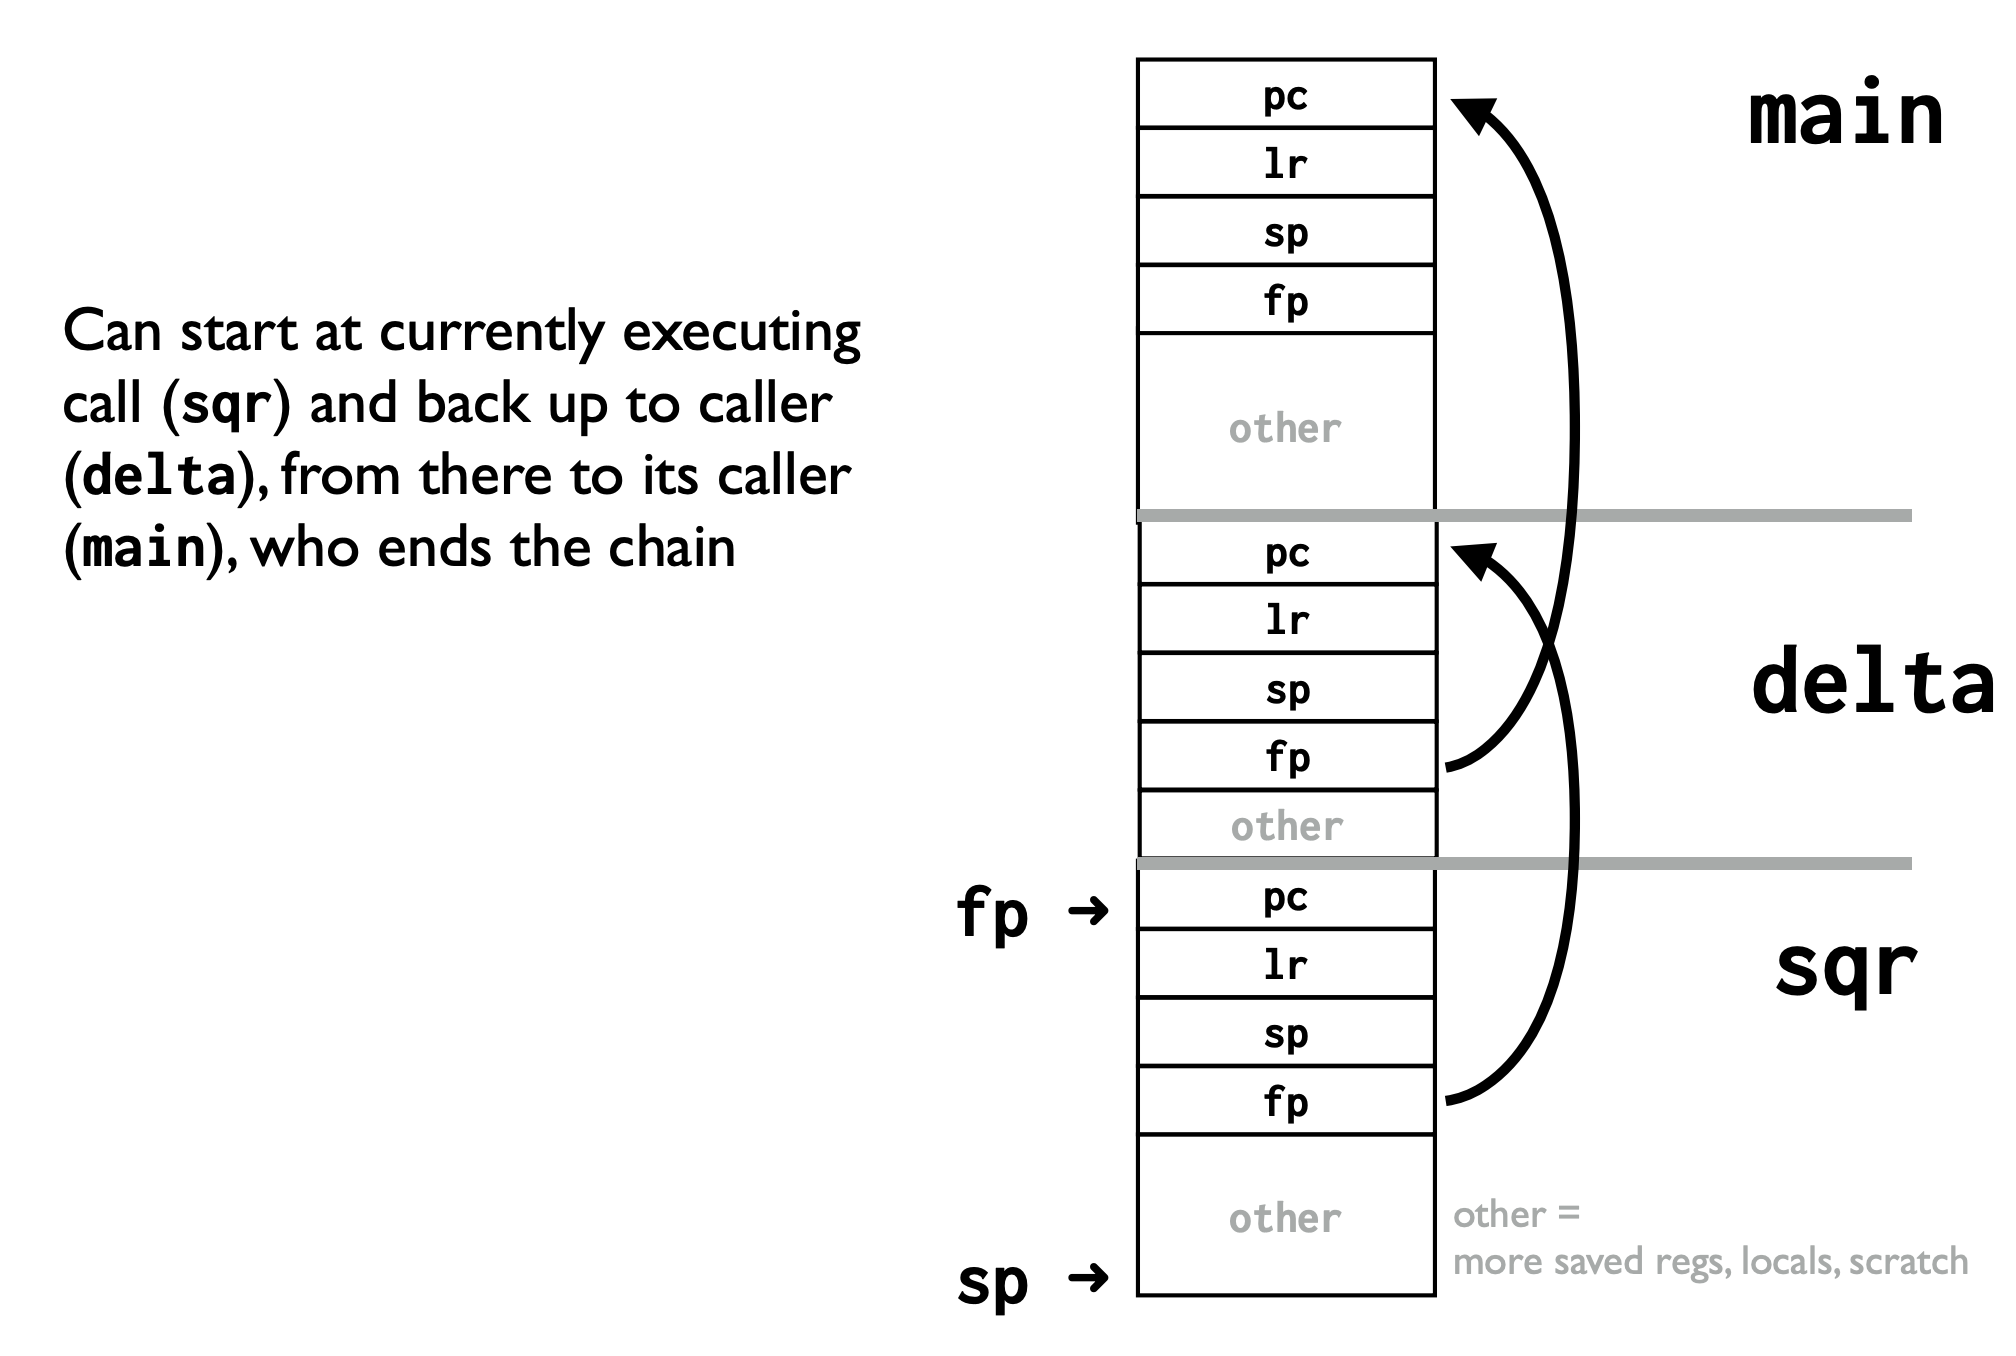 Can start at currently executing
call (sqr) and back up to caller
(delta), from there to its caller
(main), who ends the chain
pc
lr
sp
fp
other
main
pc
lr
sp
fp
other
delta
fp →
pc
lr
sp
fp
other
sqr
sp →
other =
more saved regs, locals, scratch